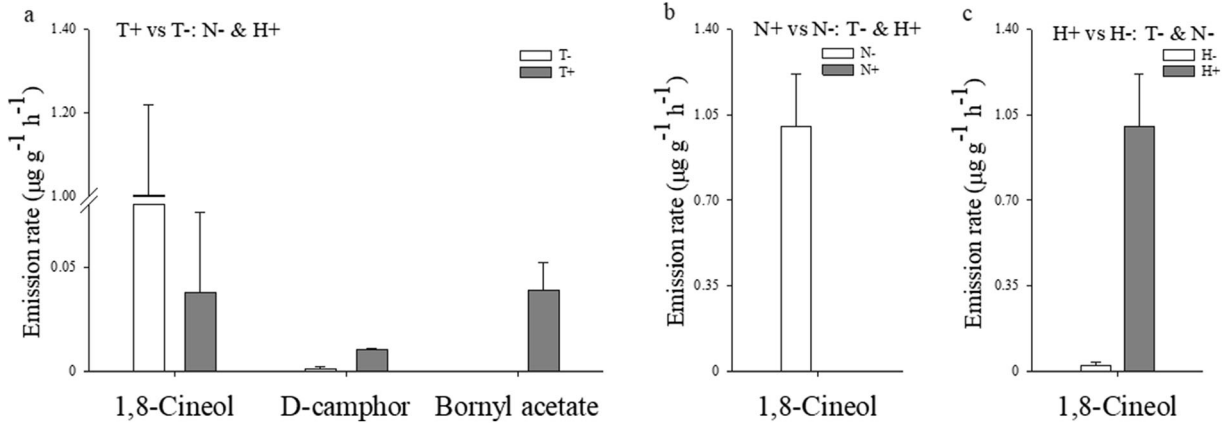 a
T+ vs T-: N- & H+
T-
T+
1.40
1.20
1.00
0.05
0
Emission rate (µg g-1 h-1)
1,8-Cineol
D-camphor
Bornyl acetate
b
N+ vs N-: T- & H+
N-
N+
1.40
1.05
0.70
0.35
0
Emission rate (µg g-1 h-1)
1,8-Cineol
c
H+ vs H-: T- & N-
H-
H+
1.40
1.05
0.70
0.35
0
Emission rate (µg g-1 h-1)
1,8-Cineol